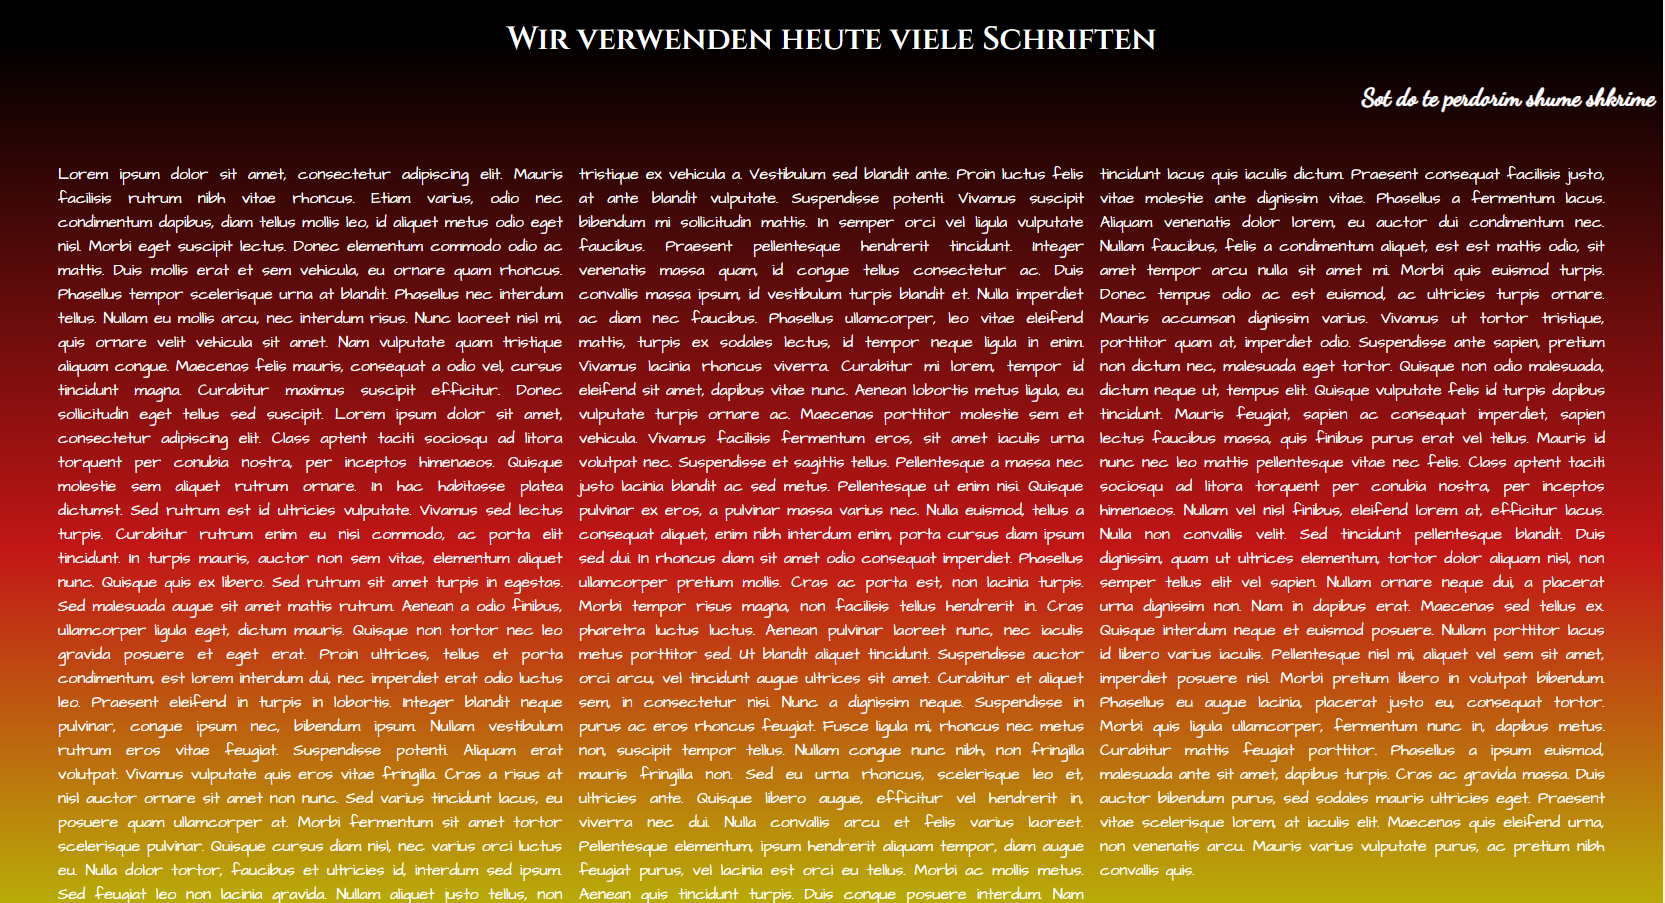 Wir verwenden heute viele Schriften
Sot do te perdorim shume shkrime
Lorem ipsum dolor sit amet, consectetur adipiscing elit. Mauris
facilisis rutrum nibh vitae rhoncus. Etiam varius, odio nec
condimentum dapibus, diam tellus mollis leo, id aliquet metus odio eget
nisl. Morbi eget suscipit lectus. Donec elementum commodo odio ac
mattis. Duis mollis erat et sem vehicula, eu ornare quam rhoncus.
Phasellus tempor scelerisque urna at blandit. Phasellus nec interdum
tellus. Nullam eu mollis arcu, nec interdum risus. Nunc laoreet nisl mi,
quis ornare velit vehicula sit amet. Nam vulputate quam tristique
aliquam congue. Maecenas felis mauris, consequat a odio vel, cursus
tincidunt magna. Curabitur maximus suscipit efficitur. Donec
sollicitudin eget tellus sed suscipit. Lorem ipsum dolor sit amet,
consectetur adipiscing elit. Class aptent taciti sociosqu ad litora
torquent per conubia nostra, per inceptos himenaeos. Quisque
molestie sem aliquet rutrum ornare. In hac habitasse platea
dictumst. Sed rutrum est id ultricies vulputate. Vivamus sed lectus
turpis. Curabitur rutrum enim eu nisi commodo, ac porta elit
tincidunt. In turpis mauris, auctor non sem vitae, elementum aliquet
nunc. Quisque quis ex libero. Sed rutrum sit amet turpis in egestas.
Sed malesuada augue sit amet mattis rutrum. Aenean a odio finibus,
ullamcorper ligula eget, dictum mauris. Quisque non tortor nec leo
gravida posuere et eget erat. Proin ultrices, tellus et porta
condimentum, est lorem interdum dui, nec imperdiet erat odio luctus
leo. Praesent eleifend in turpis in lobortis. Integer blandit neque
pulvinar, congue ipsum nec, bibendum ipsum. Nullam vestibulum
rutrum eros vitae feugiat. Suspendisse potenti. Aliquam erat
volutpat. Vivamus vulputate quis eros vitae fringilla. Cras a risus at
nisl auctor ornare sit amet non nunc. Sed varius tincidunt lacus, eu
posuere quam ullamcorper at. Morbi fermentum sit amet tortor
scelerisque pulvinar. Quisque cursus diam nisl, nec varius orci luctus
eu. Nulla dolor tortor, faucibus et ultricies id, interdum sed ipsum.
Sed feugiat leo non lacinia gravida. Nullam aliquet justo tellus, non
tristique ex vehicula a. Vestibulum sed blandit ante. Proin luctus felis
at ante blandit vulputate. Suspendisse potenti. Vivamus suscipit
bibendum mi sollicitudin mattis. In semper orci vel ligula vulputate
faucibus. Praesent pellentesque hendrerit tincidunt. Integer
venenatis massa quam, id congue tellus consectetur ac. Duis
convallis massa ipsum, id vestibulum turpis blandit et. Nulla imperdiet
ac diam nec faucibus. Phasellus ullamcorper, leo vitae eleifend
mattis, turpis ex sodales lectus, id tempor neque ligula in enim.
Vivamus lacinia rhoncus viverra. Curabitur mi lorem, tempor id
eleifend sit amet, dapibus vitae nunc. Aenean lobortis metus ligula, eu
vulputate turpis ornare ac. Maecenas porttitor molestie sem et
vehicula. Vivamus facilisis fermentum eros, sit amet iaculis urna
volutpat nec. Suspendisse et sagittis tellus. Pellentesque a massa nec
justo lacinia blandit ac sed metus. Pellentesque ut enim nisi. Quisque
pulvinar ex eros, a pulvinar massa varius nec. Nulla euismod, tellus a
consequat aliquet, enim nibh interdum enim, porta cursus diam ipsum
sed dui. In rhoncus diam sit amet odio consequat imperdiet. Phasellus
ullamcorper pretium mollis. Cras ac porta est, non lacinia turpis.
Morbi tempor risus magna, non facilisis tellus hendrerit in. Cras
pharetra luctus luctus. Aenean pulvinar laoreet nunc, nec iaculis
metus porttitor sed. Ut blandit aliquet tincidunt. Suspendisse auctor
orci arcu, vel tincidunt augue ultrices sit amet. Curabitur et aliquet
sem, in consectetur nisi. Nunc a dignissim neque. Suspendisse in
purus ac eros rhoncus feugiat. Fusce ligula mi, rhoncus nec metus
non, suscipit tempor tellus. Nullam congue nunc nibh, non fringilla
mauris fringilla non. Sed eu urna rhoncus, scelerisque leo et,
ultricies ante. Quisque libero augue, efficitur vel hendrerit in,
viverra nec dui. Nulla convallis arcu et felis varius laoreet.
Pellentesque elementum, ipsum hendrerit aliquam tempor, diam augue
feugiat purus, vel lacinia est orci eu tellus. Morbi ac mollis metus.
Aenean quis tincidunt turpis. Duis congue posuere interdum. Nam
tincidunt lacus quis iaculis dictum. Praesent consequat facilisis justo,
vitae molestie ante dignissim vitae. Phasellus a fermentum lacus.
Aliquam venenatis dolor lorem, eu auctor dui condimentum nec.
Nullam faucibus, felis a condimentum aliquet, est est mattis odio, sit
amet tempor arcu nulla sit amet mi. Morbi quis euismod turpis.
Donec tempus odio ac est euismod, ac ultricies turpis ornare.
Mauris accumsan dignissim varius. Vivamus ut tortor tristique,
porttitor quam at, imperdiet odio. Suspendisse ante sapien, pretium
non dictum nec, malesuada eget tortor. Quisque non odio malesuada,
dictum neque ut, tempus elit. Quisque vulputate felis id turpis dapibus
tincidunt. Mauris feugiat, sapien ac consequat imperdiet, sapien
lectus faucibus massa, quis finibus purus erat vel tellus. Mauris id
nunc nec leo mattis pellentesque vitae nec felis. Class aptent taciti
sociosqu ad litora torquent per conubia nostra, per inceptos
himenaeos. Nullam vel nisl finibus, eleifend lorem at, efficitur lacus.
Nulla non convallis velit. Sed tincidunt pellentesque blandit. Duis
dignissim, quam ut ultrices elementum, tortor dolor aliquam nisl, non
semper tellus elit vel sapien. Nullam ornare neque dui, a placerat
urna dignissim non. Nam in dapibus erat. Maecenas sed tellus ex.
Quisque interdum neque et euismod posuere. Nullam porttitor lacus
id libero varius iaculis. Pellentesque nisl mi, aliquet vel sem sit amet,
imperdiet posuere nisl. Morbi pretium libero in volutpat bibendum.
Phasellus eu augue lacinia, placerat justo eu, consequat tortor.
Morbi quis ligula ullamcorper, fermentum nunc in, dapibus metus.
Curabitur mattis feugiat porttitor. Phasellus a ipsum euismod,
malesuada ante sit amet, dapibus turpis. Cras ac gravida massa. Duis
auctor bibendum purus, sed sodales mauris ultricies eget. Praesent
vitae scelerisque lorem, at iaculis elit. Maecenas quis eleifend urna,
non venenatis arcu. Mauris varius vulputate purus, ac pretium nibh
convallis quis.